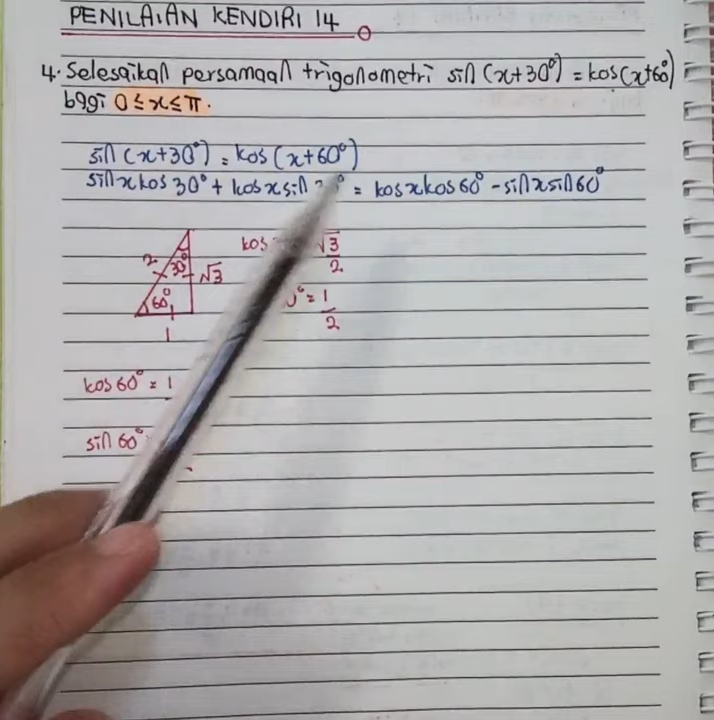 PENILAIAN KENDIRI 14
4. Selesaikan persamaan trigonometri sin (x+30°) = kos(x+60°)
bagi 0 ≤ x ≤ π.
sin (x+30°) = kos (x+60°)
sin x kos 30° + kos x sin = kos x kos 60° - sin x sin 60°
2 30° √3 kos √3/2
60° = 1/2
1
kos 60° = 1
sin 60°